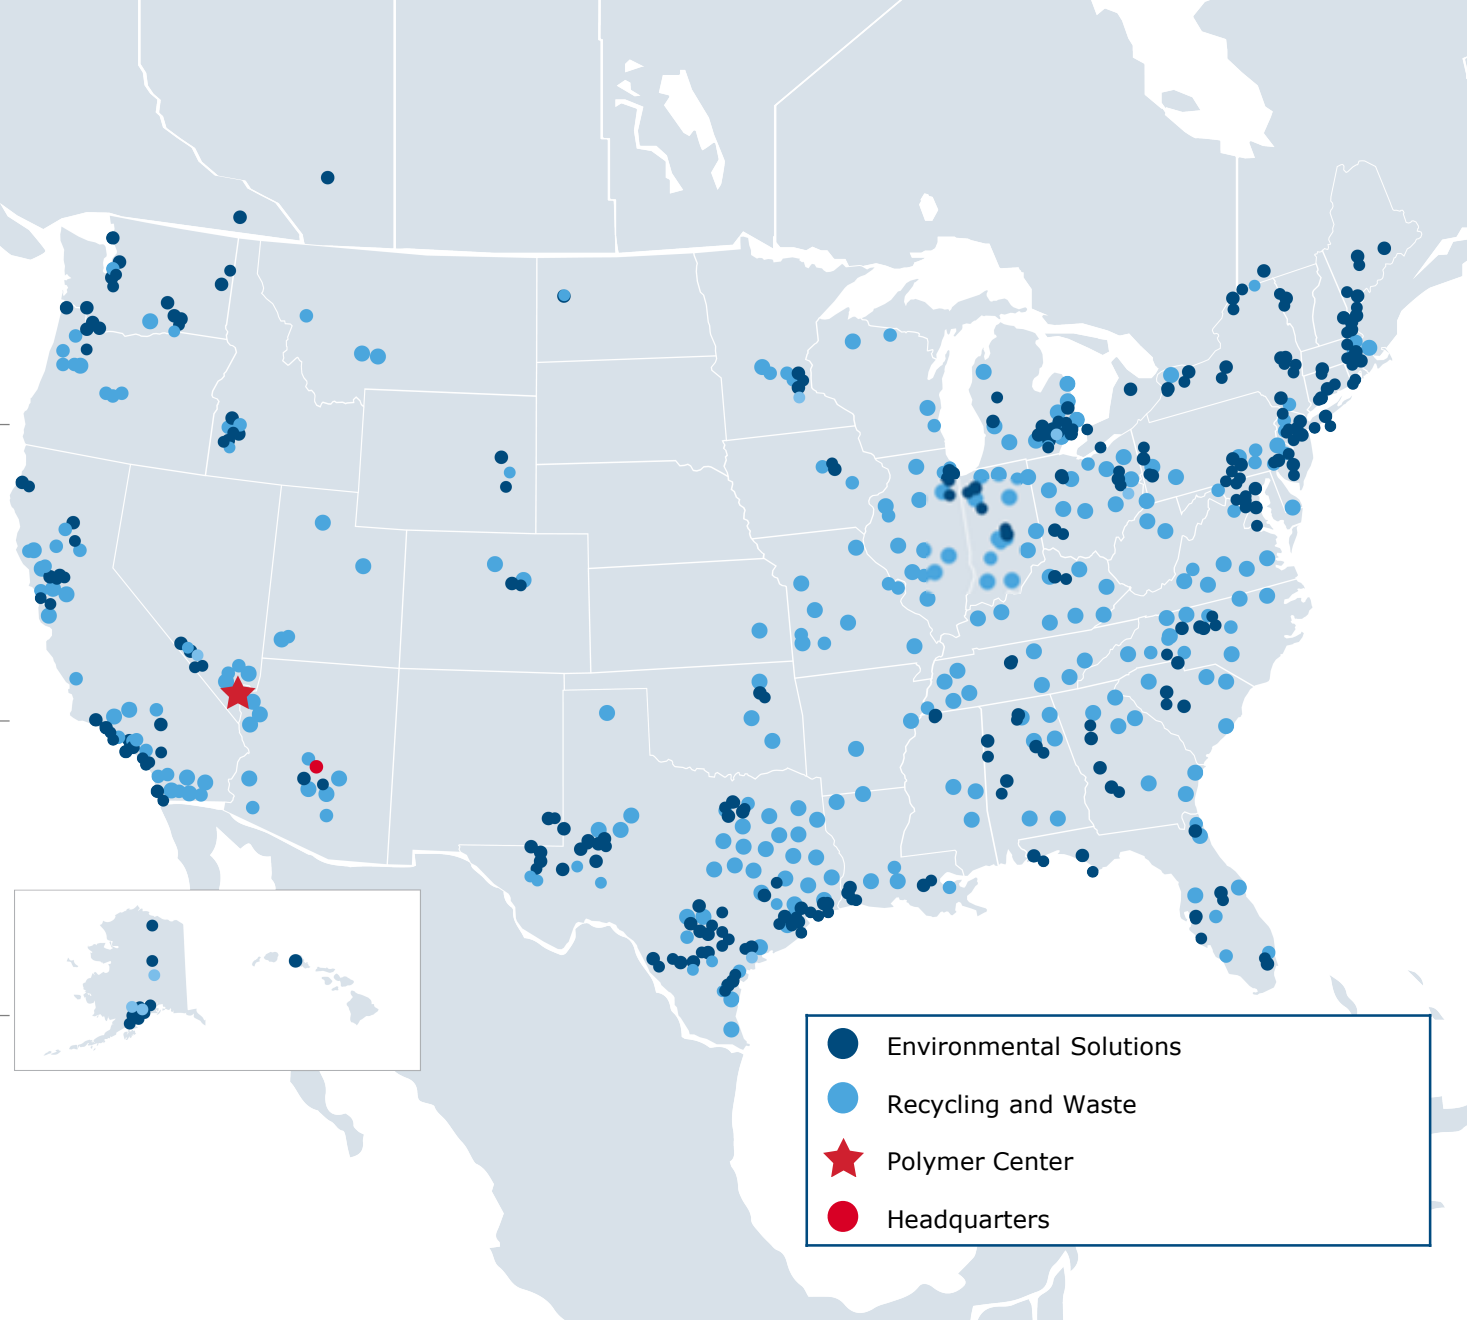 Environmental Solutions
Recycling and Waste
Polymer Center
Headquarters